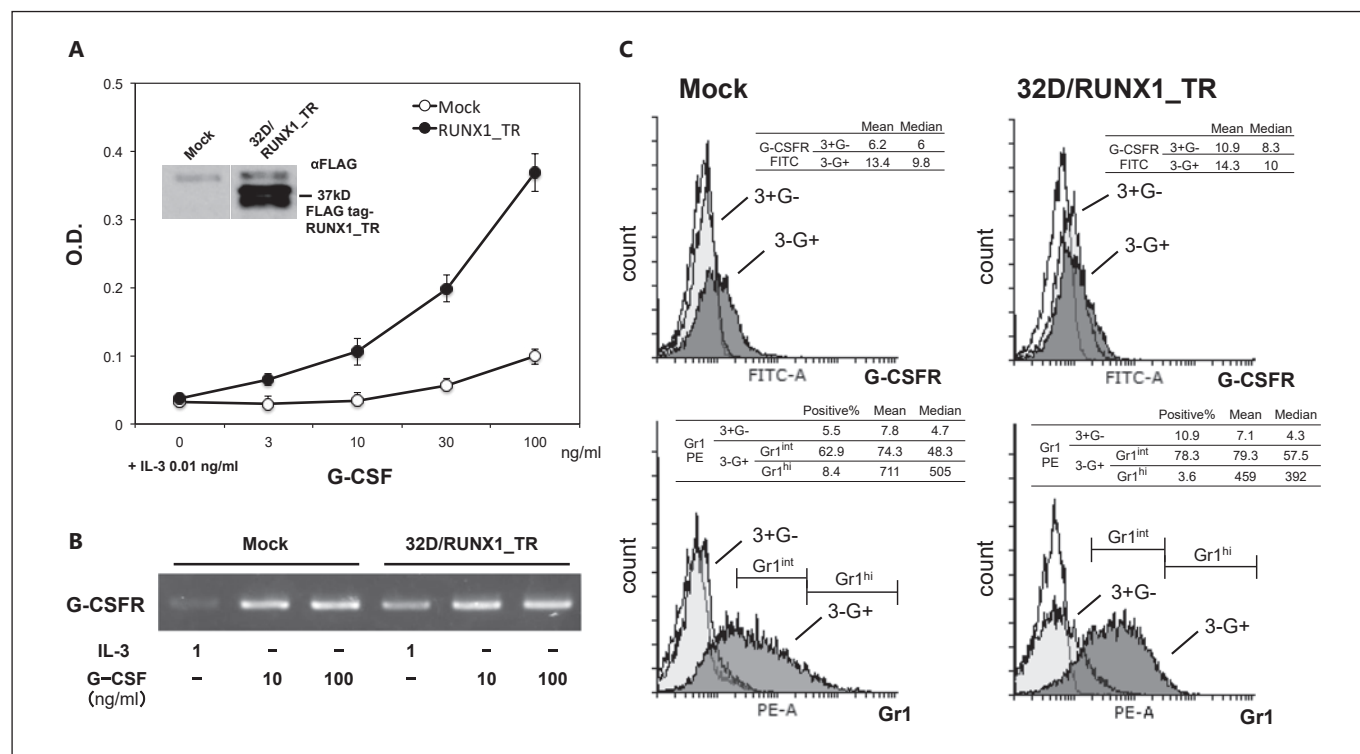 A
0.5
0.4
0.3
0.2
0.1
0
O.D.
Mock
RUNX1_TR
Mock
32D/
RUNX1_TR
αFLAG
37kD
FLAG tag-
RUNX1_TR
0 3 10 30 100 ng/ml
+ IL-3 0.01 ng/ml
G-CSF
B
Mock 32D/RUNX1_TR
G-CSFR
IL-3 1 – – 1 – –
G–CSF – 10 100 – 10 100
(ng/ml)
C
Mock
Mean Median
G-CSFR 3+G- 6.2 6
FITC 3-G+ 13.4 9.8
3+G-
3-G+
count
FITC-A
G-CSFR
32D/RUNX1_TR
Mean Median
G-CSFR 3+G- 10.9 8.3
FITC 3-G+ 14.3 10
3+G-
3-G+
count
FITC-A
G-CSFR
Positive% Mean Median
Gr1 PE 3+G- 5.5 7.8 4.7
3-G+ Gr1int 62.9 74.3 48.3
Gr1hi 8.4 711 505
3+G-
Gr1int
Gr1hi
3-G+
count
PE-A
Gr1
Positive% Mean Median
Gr1 PE 3+G- 10.9 7.1 4.3
3-G+ Gr1int 78.3 79.3 57.5
Gr1hi 3.6 459 392
Gr1int
Gr1hi
3+G-
3-G+
count
PE-A
Gr1